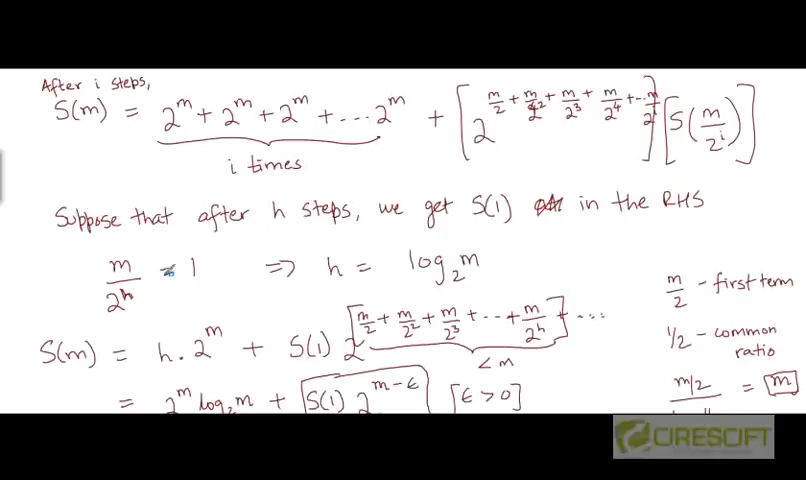 After i steps,
S(m) = 2^m + 2^m + 2^m + ... 2^m + [2^(m/2 + m/2^2 + m/2^3 + m/2^4 + ... m/2^i)] [S(m/2^i)]
i times
Suppose that after h steps, we get S(1) in the RHS
m/2^h = 1 => h = log_2 m
S(m) = h . 2^m + S(1) 2^[m/2 + m/2^2 + m/2^3 + ... + m/2^h] + ...
< m
= 2^m log_2 m + S(1) 2^(m-ϵ) [ϵ > 0]
m/2 - first term
1/2 - common
ratio
m/2 = m
CIRESOFT